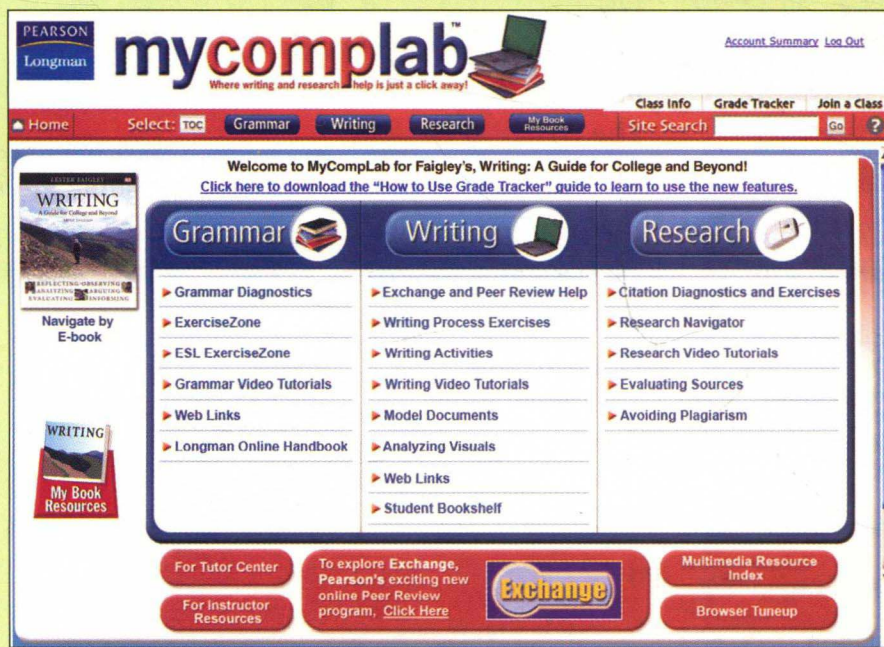 PEARSON
Longman
mycomplab™
Where writing and research help is just a click away!
Account Summary Log Out
Class Info Grade Tracker Join a Class
Home Select: TOC Grammar Writing Research My Book Resources Site Search Go ?
LESTER FAIGLEY
WRITING
A Guide for College and Beyond
REFLECTING OBSERVING
ANALYZING ARGUING
EVALUATING INFORMING
Navigate by
E-book
WRITING
My Book
Resources
Welcome to MyCompLab for Faigley's, Writing: A Guide for College and Beyond!
Click here to download the "How to Use Grade Tracker" guide to learn to use the new features.
Grammar
Grammar Diagnostics
ExerciseZone
ESL ExerciseZone
Grammar Video Tutorials
Web Links
Longman Online Handbook
Writing
Exchange and Peer Review Help
Writing Process Exercises
Writing Activities
Writing Video Tutorials
Model Documents
Analyzing Visuals
Web Links
Student Bookshelf
Research
Citation Diagnostics and Exercises
Research Navigator
Research Video Tutorials
Evaluating Sources
Avoiding Plagiarism
For Tutor Center
For Instructor
Resources
To explore Exchange,
Pearson's exciting new
online Peer Review
program, Click Here
Exchange
Multimedia Resource
Index
Browser Tuneup